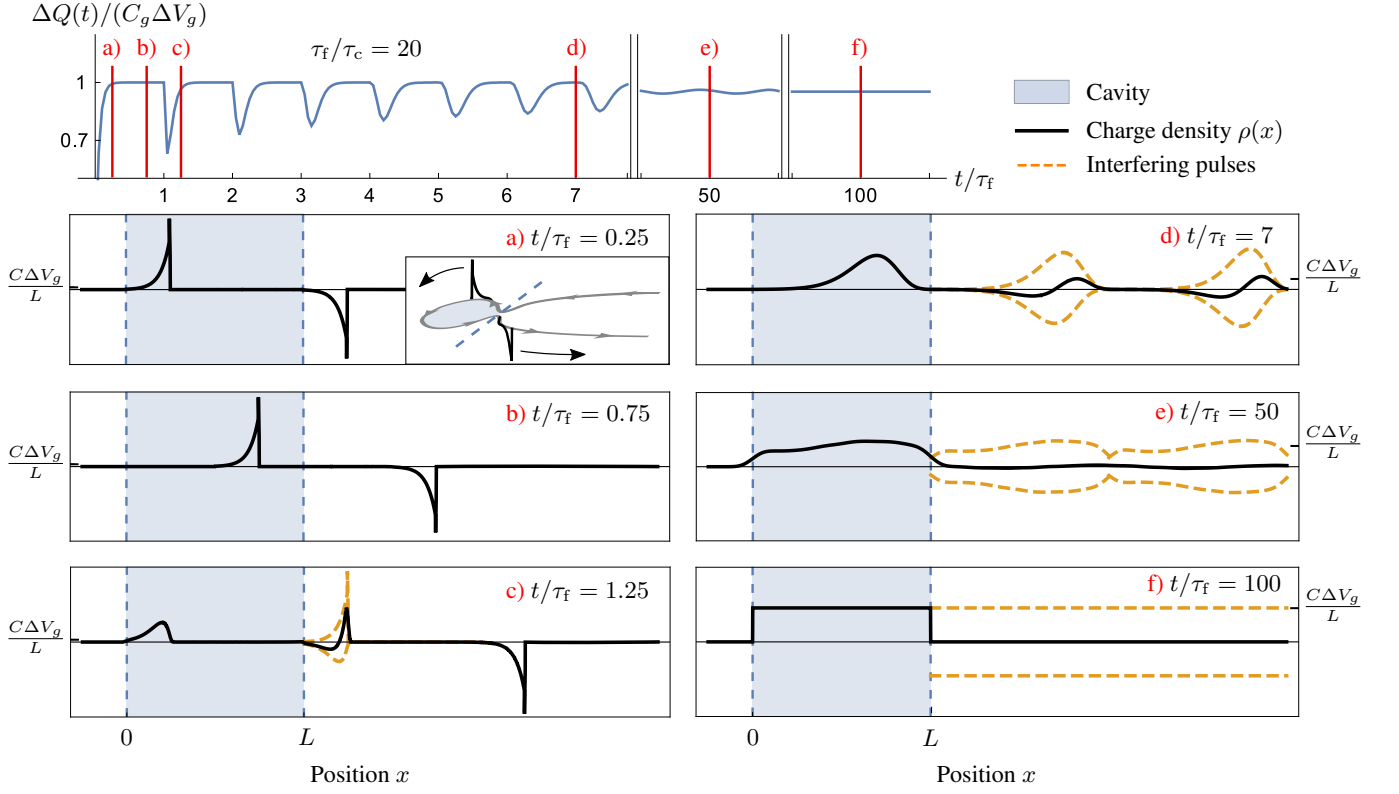 ΔQ(t)/(C_gΔV_g)
a) b) c) τ_f/τ_c = 20 d) e) f)
1
0.7
1 2 3 4 5 6 7 50 100 t/τ_f
Cavity
Charge density ρ(x)
Interfering pulses
a) t/τ_f = 0.25
CΔV_g/L
d) t/τ_f = 7
CΔV_g/L
b) t/τ_f = 0.75
CΔV_g/L
e) t/τ_f = 50
CΔV_g/L
c) t/τ_f = 1.25
CΔV_g/L
f) t/τ_f = 100
CΔV_g/L
0 L
0 L
Position x
Position x